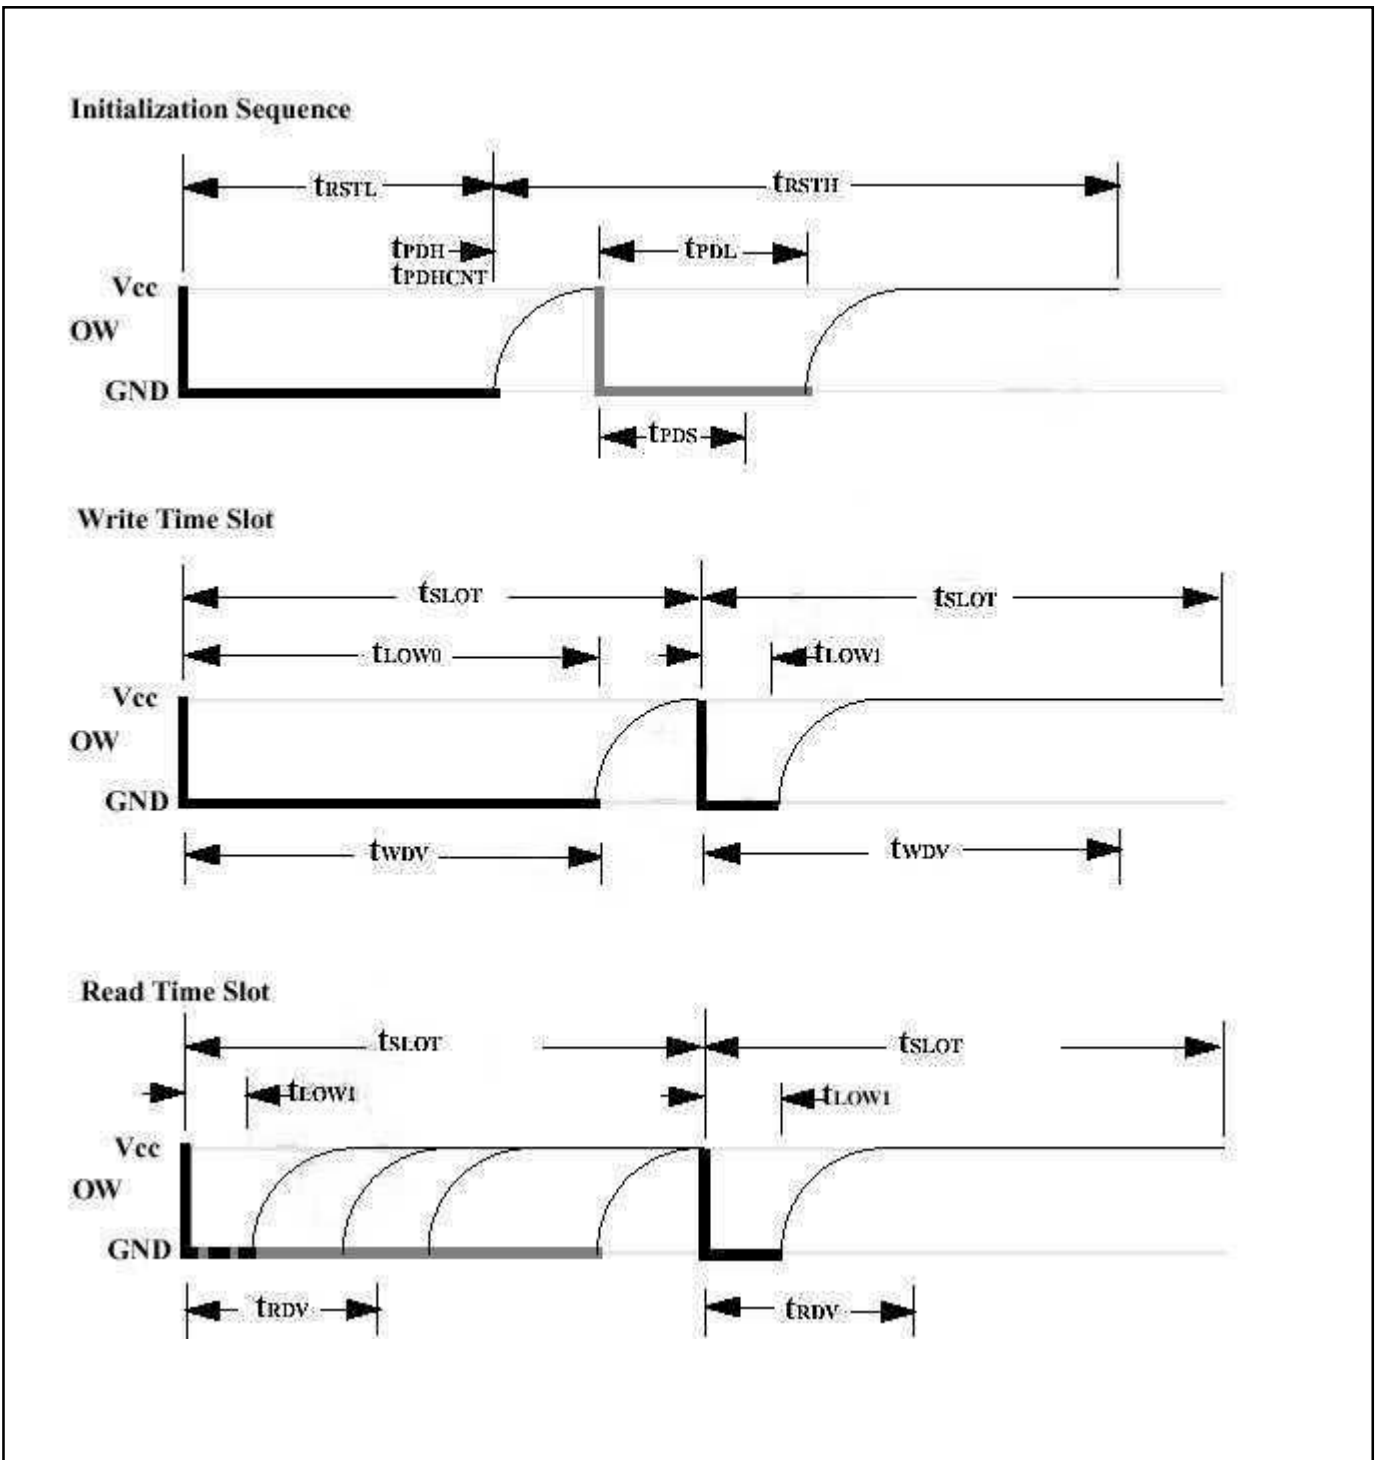 Initialization Sequence
tRSTL tRSTH
tPDH tPDL
tPDHCNT
Vcc
OW
GND
tPDS
Write Time Slot
tSLOT tSLOT
tLOW0 tLOW1
Vcc
OW
GND
tWDV tWDV
Read Time Slot
tSLOT tSLOT
tLOW1 tLOW1
Vcc
OW
GND
tRDV tRDV